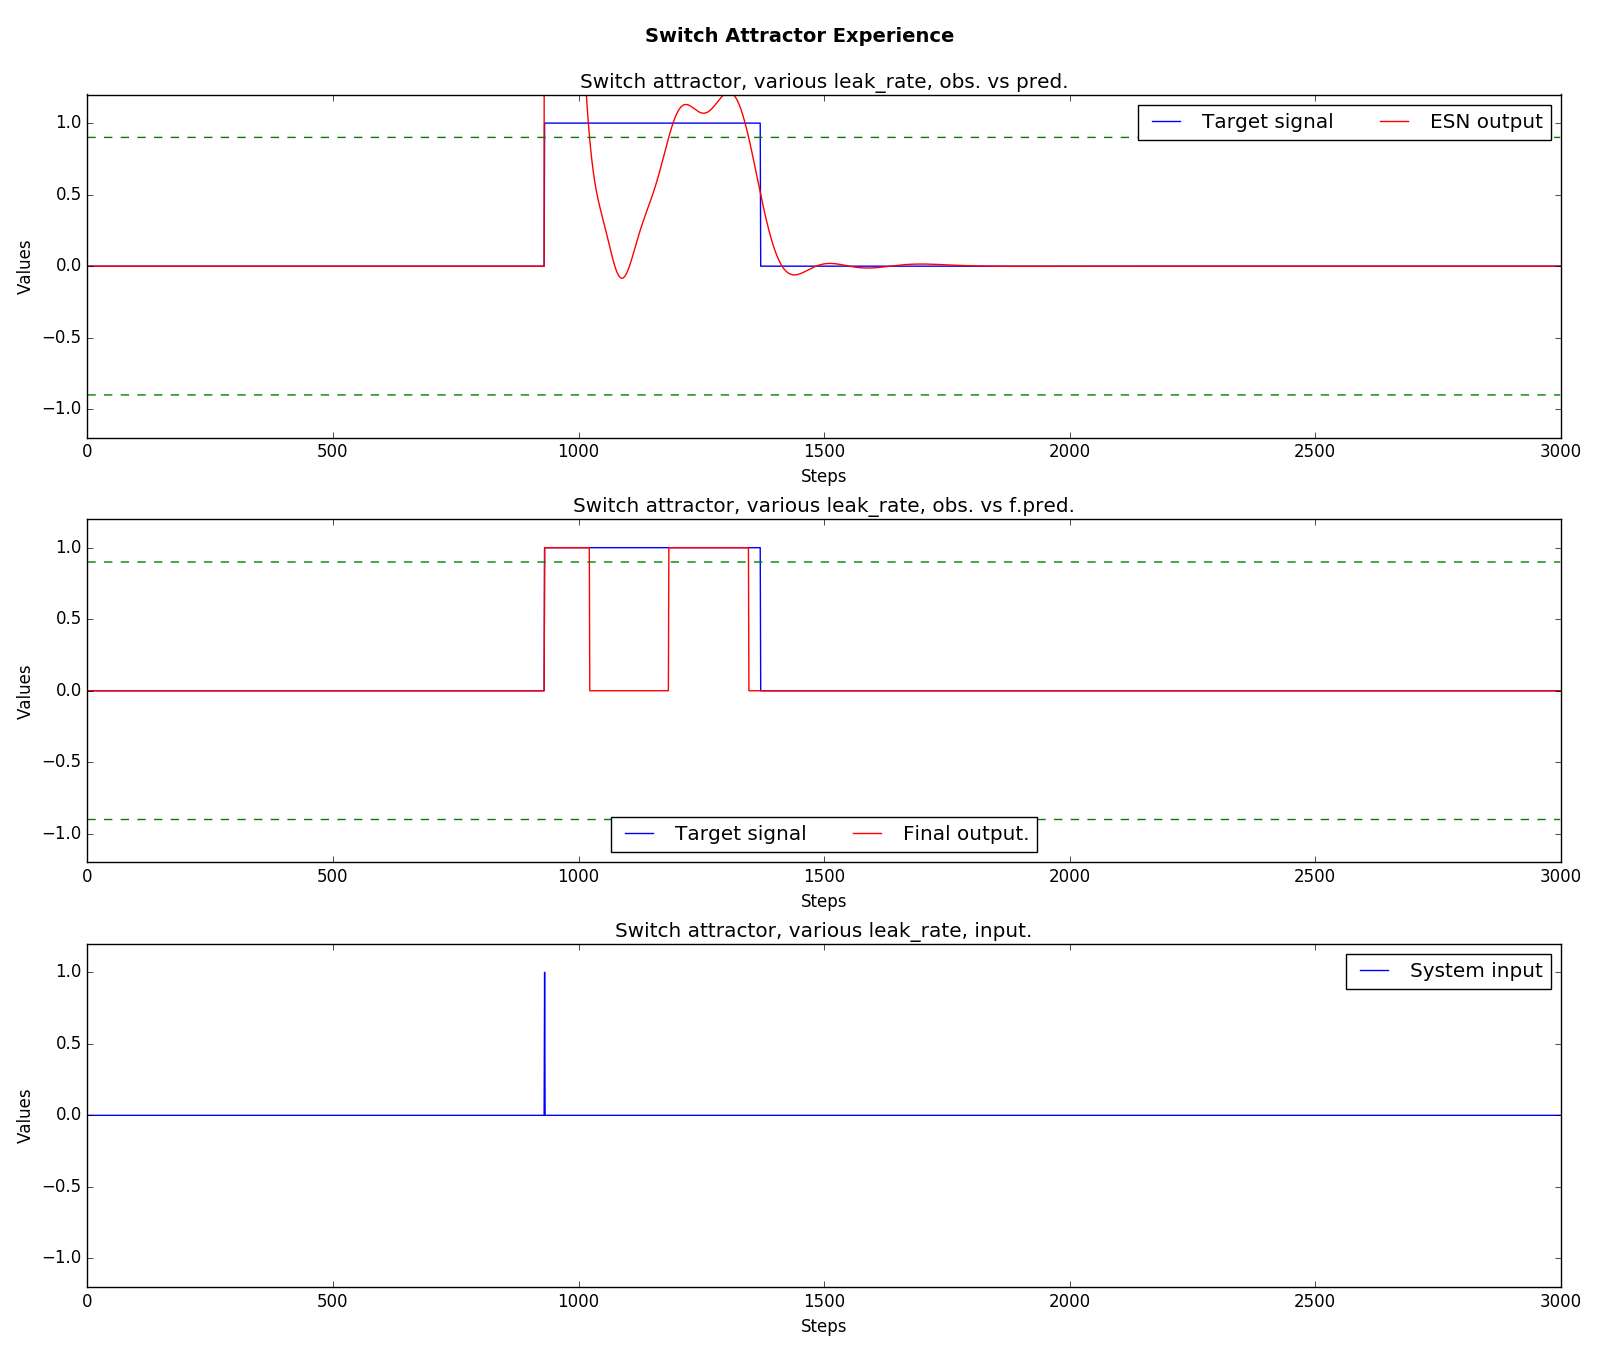 Switch Attractor Experience
Switch attractor, various leak_rate, obs. vs pred.
Target signal ESN output
1.0
0.5
0.0
−0.5
−1.0
Values
0 500 1000 1500 2000 2500 3000
Steps
Switch attractor, various leak_rate, obs. vs f.pred.
1.0
0.5
0.0
−0.5
−1.0
Values
Target signal Final output.
0 500 1000 1500 2000 2500 3000
Steps
Switch attractor, various leak_rate, input.
System input
1.0
0.5
0.0
−0.5
−1.0
Values
0 500 1000 1500 2000 2500 3000
Steps